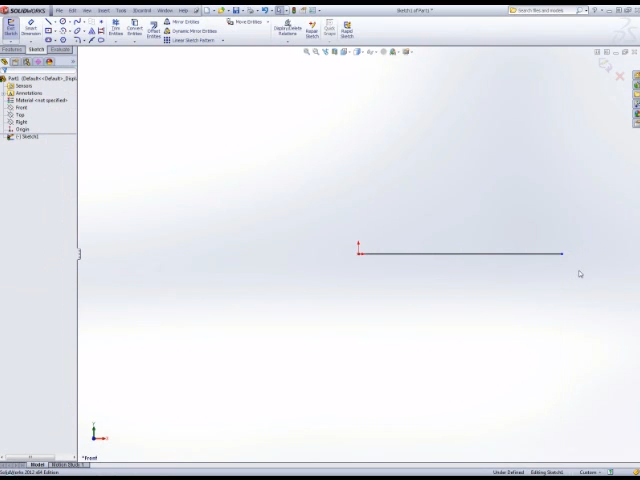 SOLIDWORKS File Edit View Insert Tools Simulation Window Help Sketch1 of Part1 * Search files and models
Exit Sketch
Smart Dimension
Trim Entities
Convert Entities
Offset Entities
Mirror Entities
Dynamic Mirror Entities
Linear Sketch Pattern
Move Entities
Display/Delete Relations
Repair Sketch
Quick Snaps
Rapid Sketch
Features Sketch Evaluate
Part1 (Default<<Default>_Displ
Sensors
Annotations
Material <not specified>
Front
Top
Right
Origin
(-) Sketch1
Y
*Front
Model Motion Study 1
SolidWorks 2012 x64 Edition Under Defined Editing Sketch1 Custom